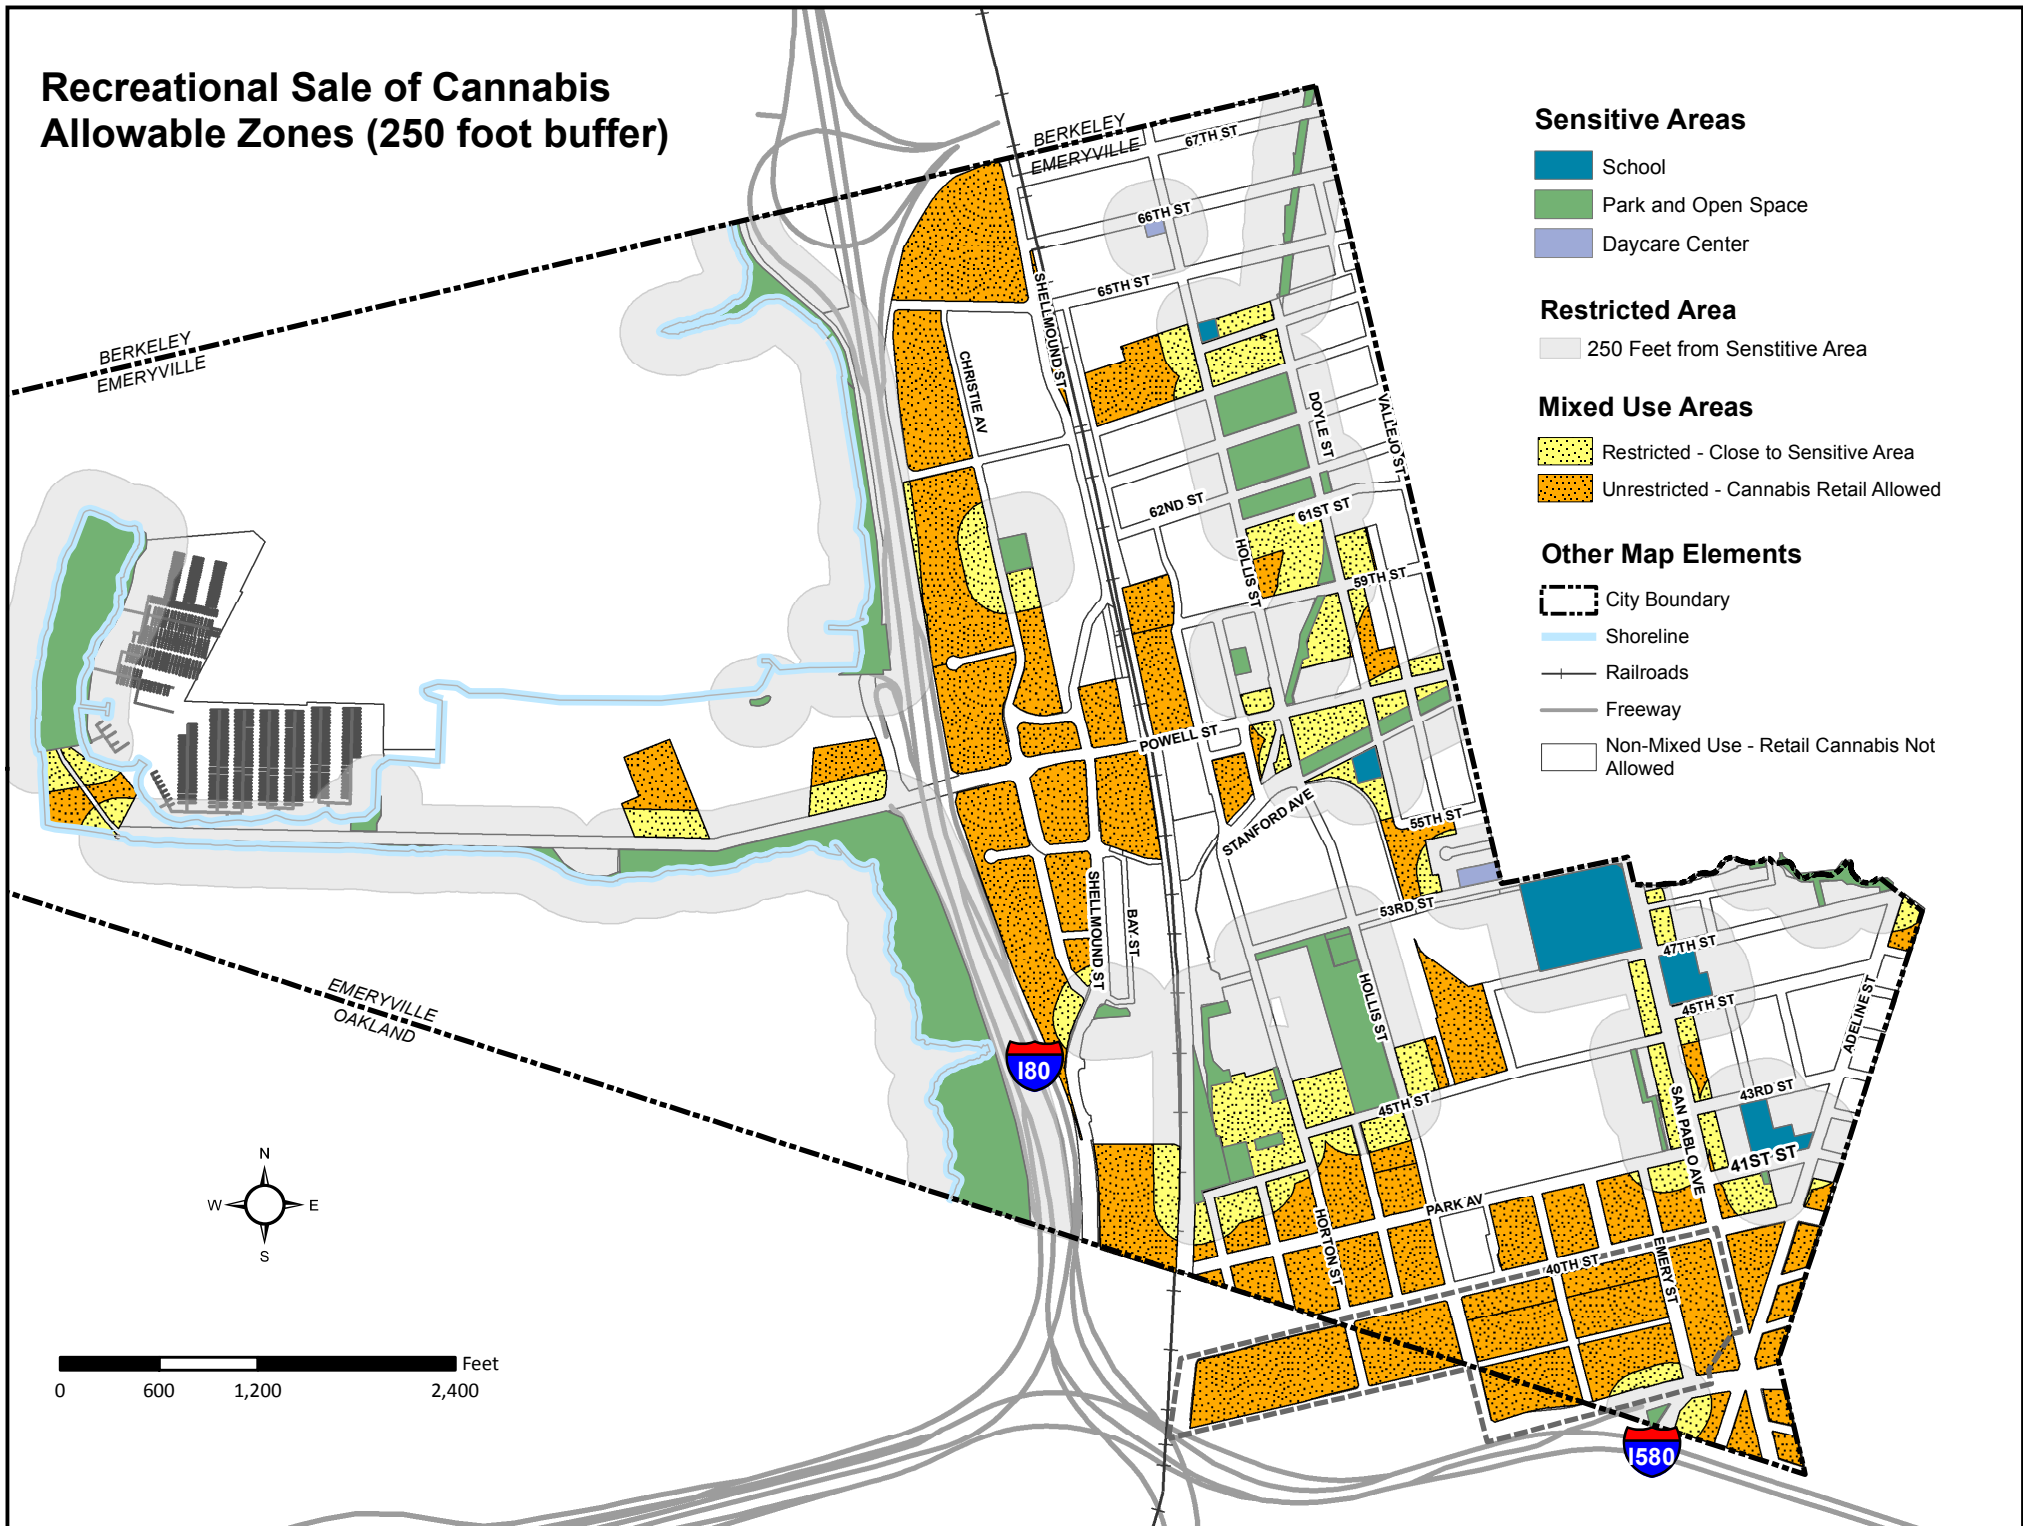 Recreational Sale of Cannabis
Allowable Zones (250 foot buffer)
Sensitive Areas
School
Park and Open Space
Daycare Center
Restricted Area
250 Feet from Senstitive Area
Mixed Use Areas
Restricted - Close to Sensitive Area
Unrestricted - Cannabis Retail Allowed
Other Map Elements
City Boundary
Shoreline
Railroads
Freeway
Non-Mixed Use - Retail Cannabis Not
Allowed
BERKELEY
EMERYVILLE
67TH ST
66TH ST
65TH ST
SHELLMOUND ST
CHRISTIE AV
BERKELEY
EMERYVILLE
DOYLE ST
VALLEJO ST
62ND ST
61ST ST
HOLLIS ST
59TH ST
POWELL ST
STANFORD AVE
55TH ST
53RD ST
SHELLMOUND ST
BAY ST
HOLLIS ST
47TH ST
45TH ST
ADELINE ST
EMERYVILLE
OAKLAND
I80
45TH ST
SAN PABLO AVE
43RD ST
41ST ST
PARK AV
HORTON ST
40TH ST
EMERY ST
I580
N
W
E
S
Feet
0
600
1,200
2,400